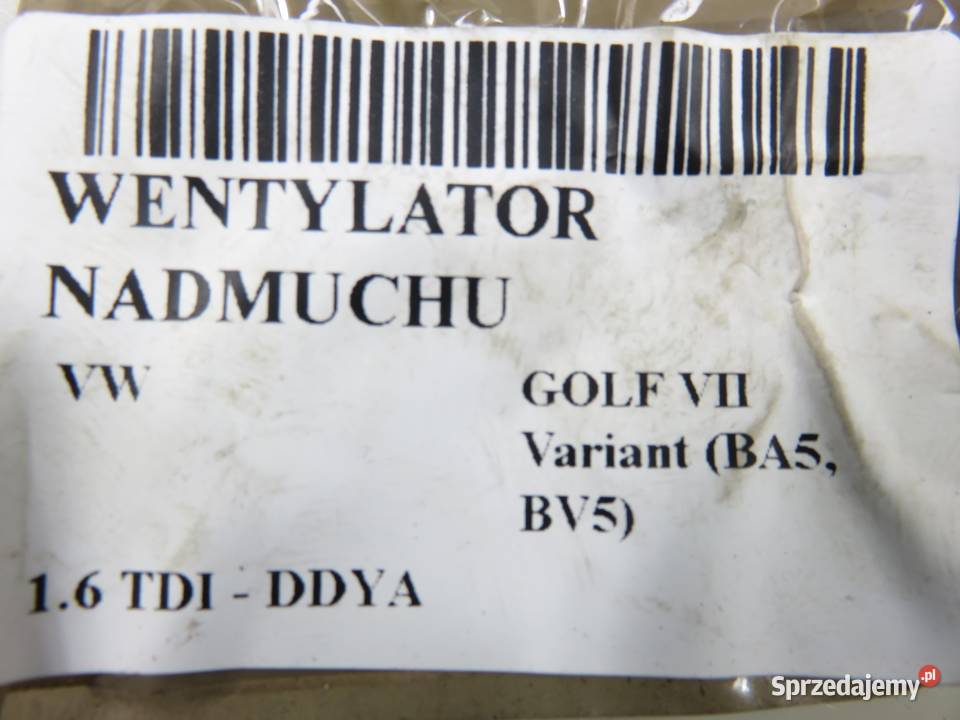 WENTYLATOR
NADMUCHU
VW
GOLF VII
Variant (BA5,
BV5)
1.6 TDI - DDYA
Sprzedajemy.pl